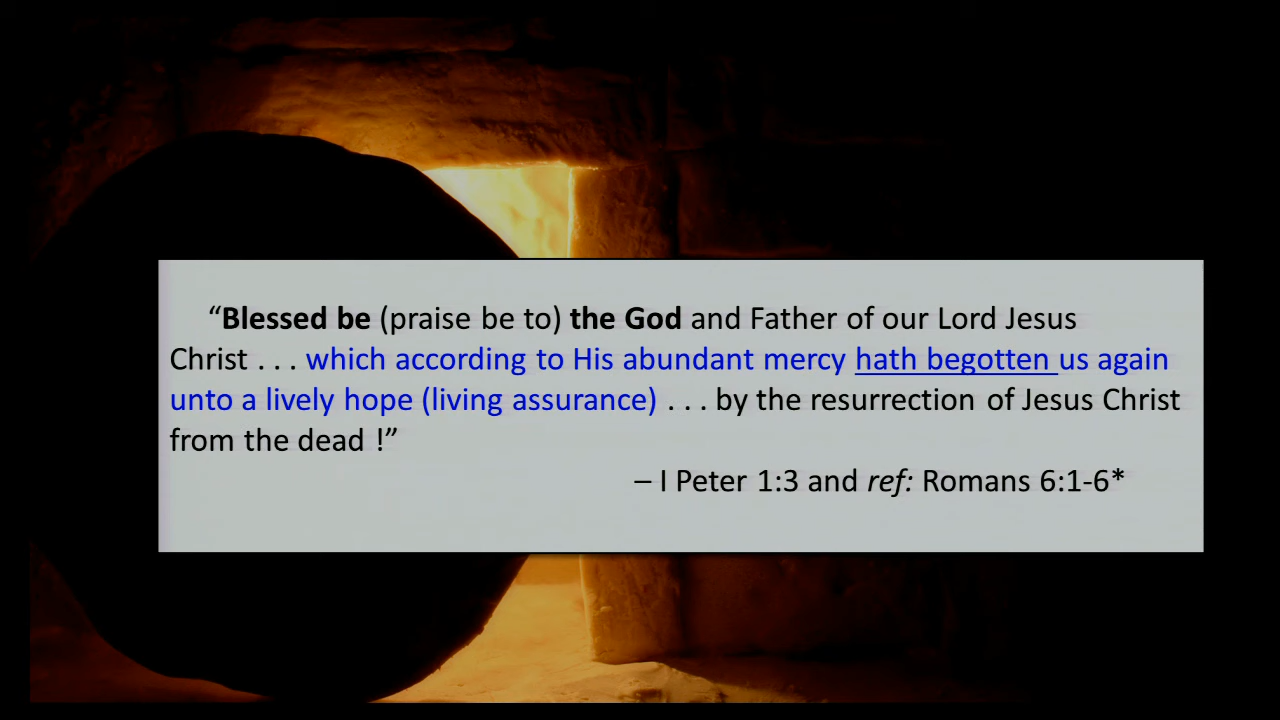 “Blessed be (praise be to) the God and Father of our Lord Jesus
Christ . . . which according to His abundant mercy hath begotten us again
unto a lively hope (living assurance) . . . by the resurrection of Jesus Christ
from the dead !”
– I Peter 1:3 and ref: Romans 6:1-6*